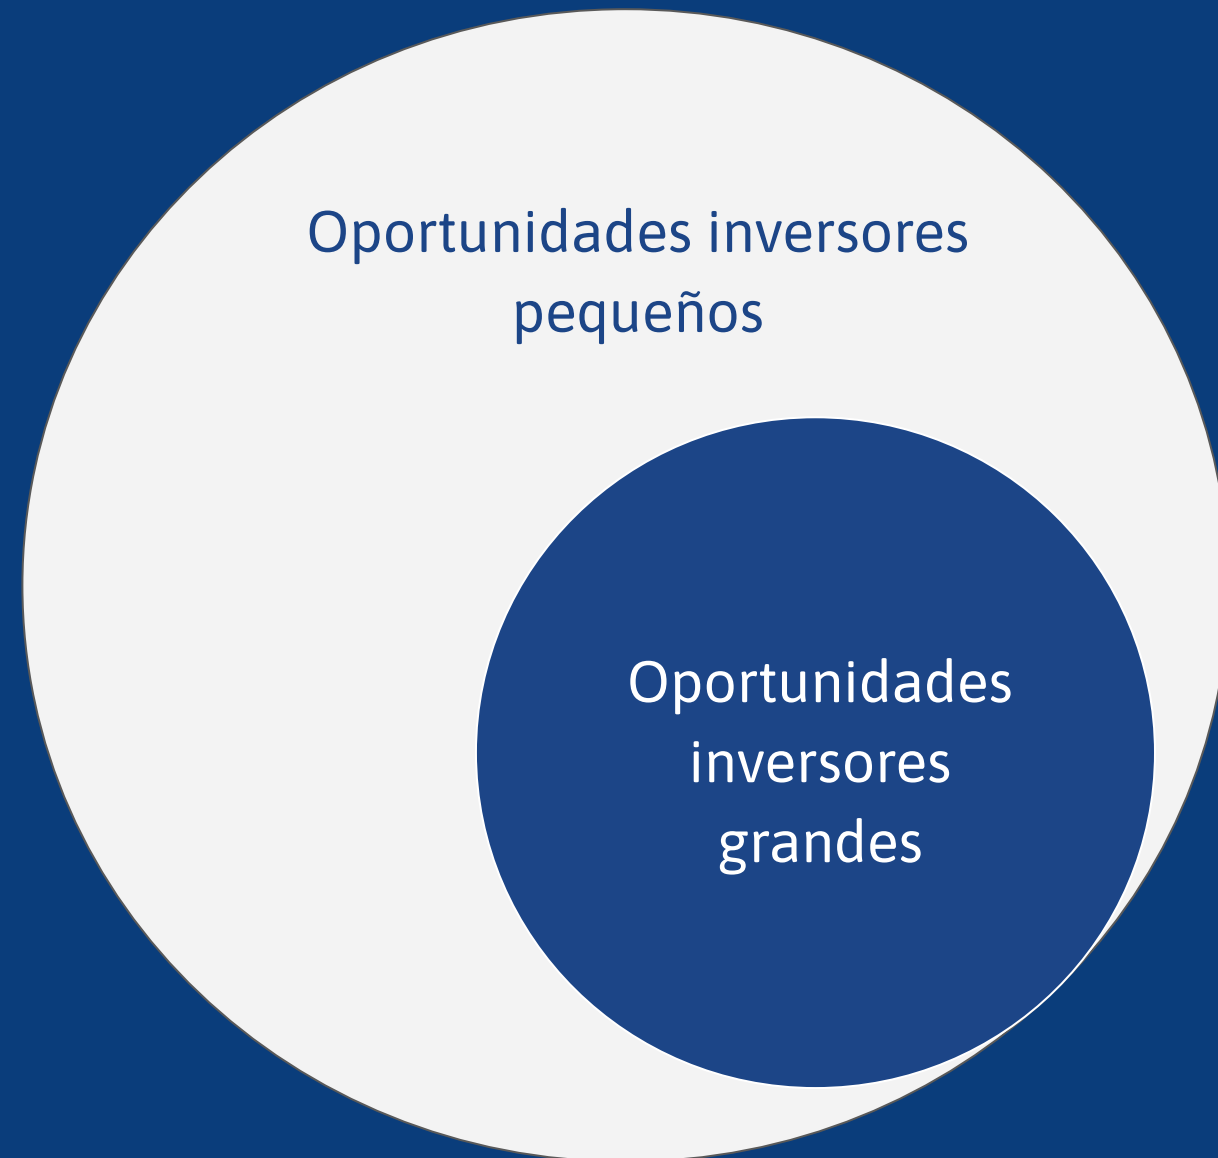 Oportunidades inversores
pequeños
Oportunidades
inversores
grandes